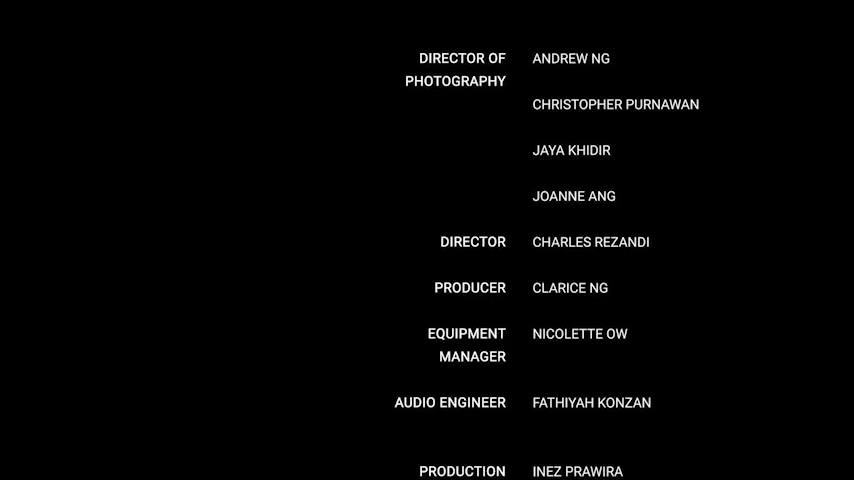 DIRECTOR OF ANDREW NG
PHOTOGRAPHY
CHRISTOPHER PURNAWAN
JAYA KHIDIR
JOANNE ANG
DIRECTOR CHARLES REZANDI
PRODUCER CLARICE NG
EQUIPMENT NICOLETTE OW
MANAGER
AUDIO ENGINEER FATHIYAH KONZAN
PRODUCTION INEZ PRAWIRA